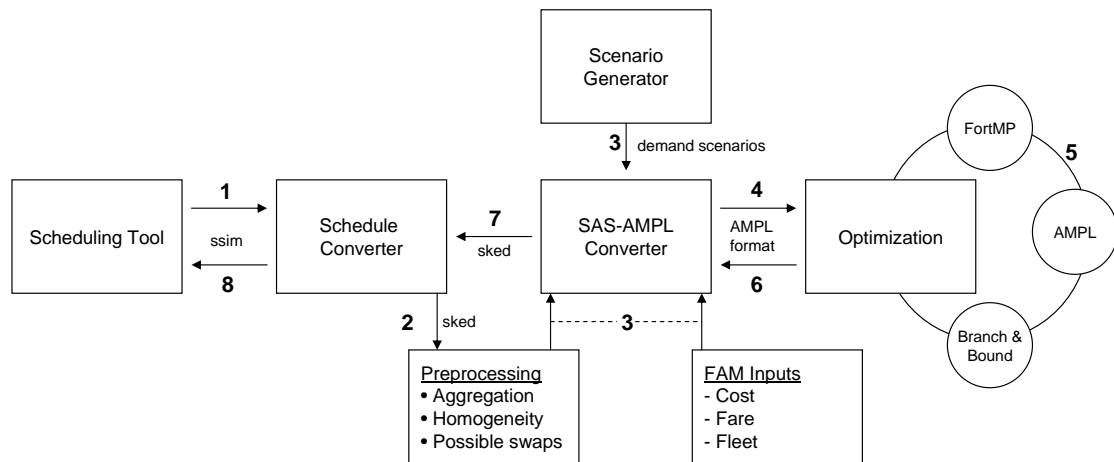 Scenario
Generator
FortMP
3
demand scenarios
5
1
4
Scheduling Tool
ssim
8
Schedule
Converter
7
sked
SAS-AMPL
Converter
AMPL
format
6
Optimization
AMPL
2
sked
3
Branch &
Bound
Preprocessing
• Aggregation
• Homogeneity
• Possible swaps
FAM Inputs
- Cost
- Fare
- Fleet